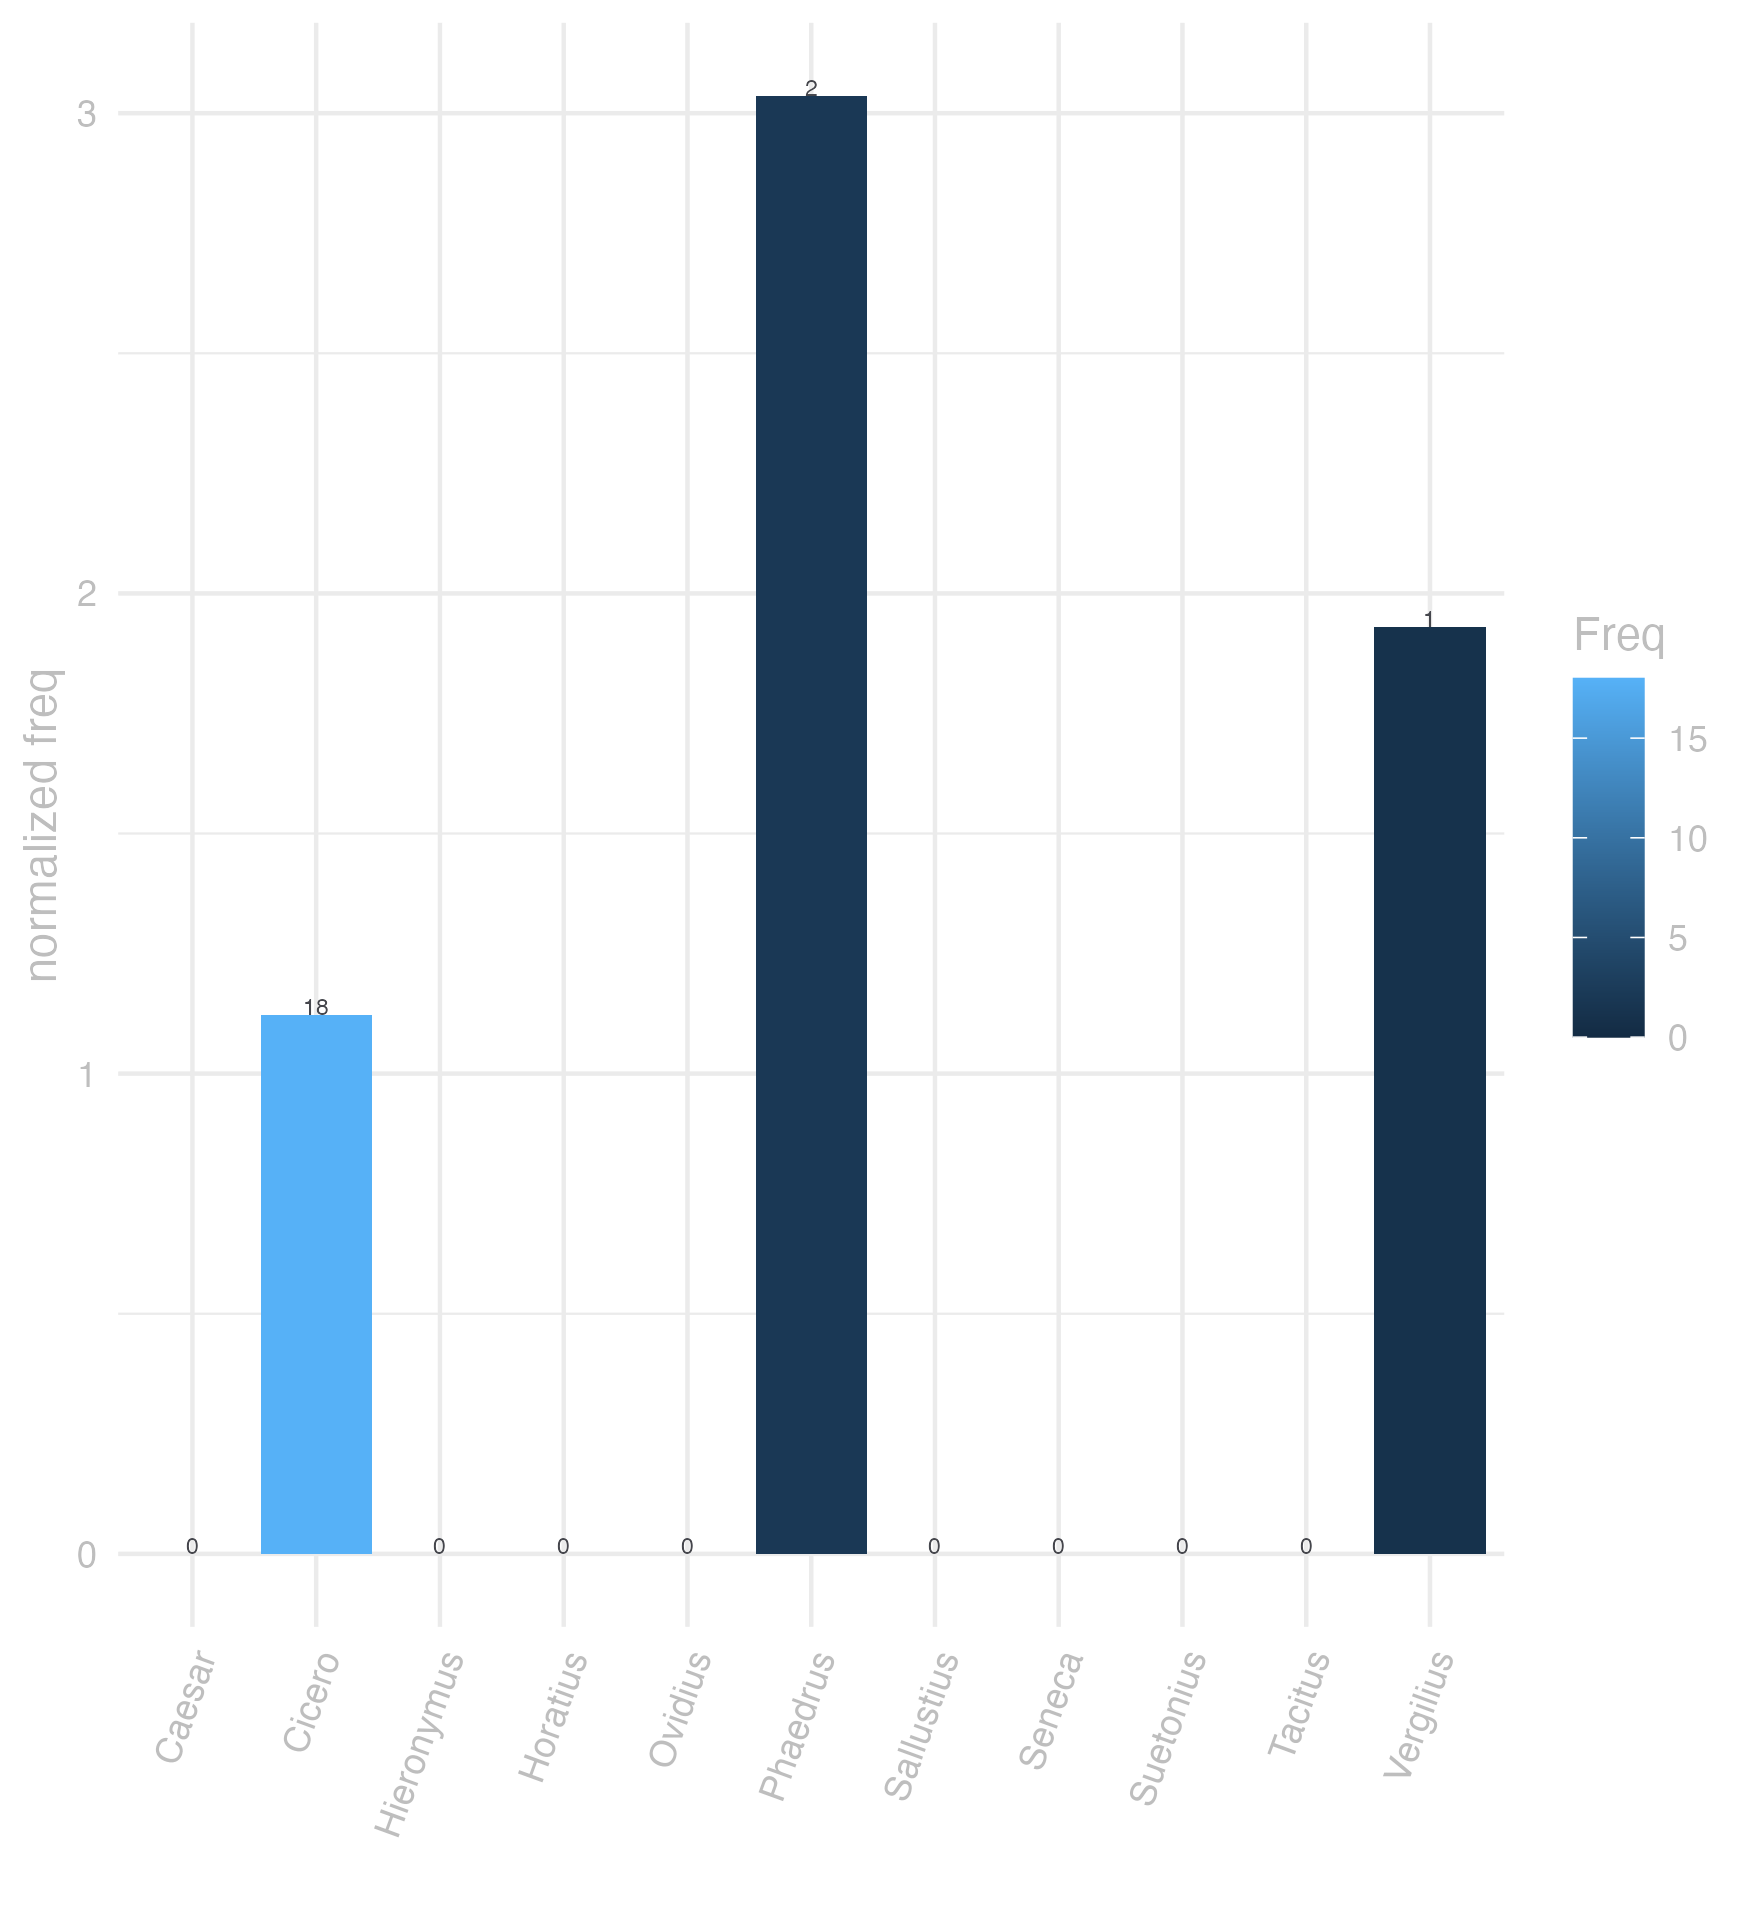 normalized freq
3
2
1
0
2
1
18
0
0
0
0
0
0
0
0
Caesar
Cicero
Hieronymus
Horatius
Ovidius
Phaedrus
Sallustius
Seneca
Suetonius
Tacitus
Vergilius
Freq
15
10
5
0